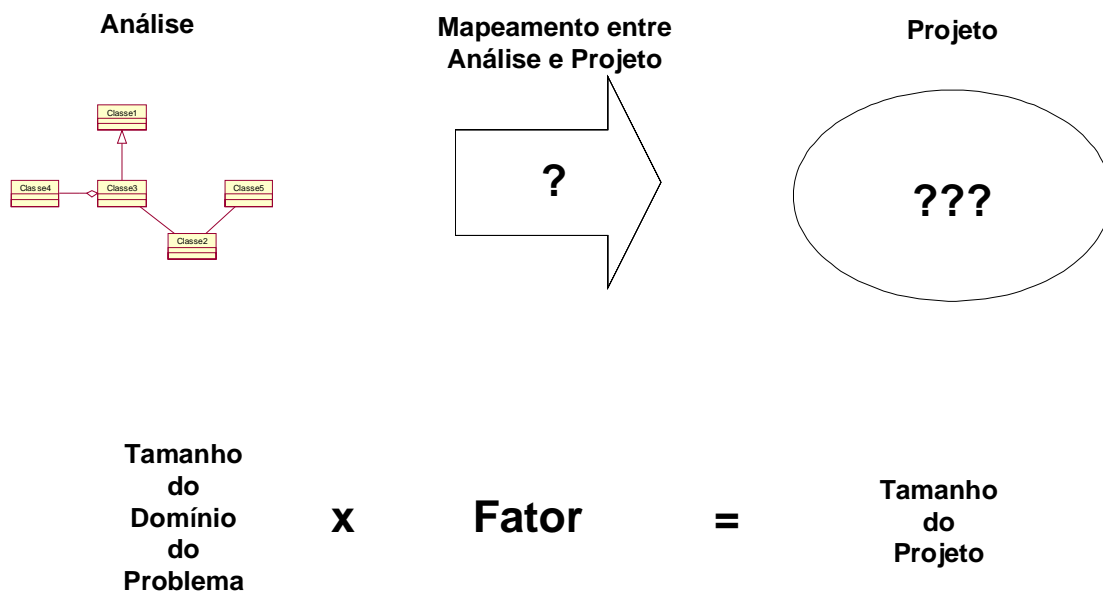 Análise
Mapeamento entre
Análise e Projeto
Projeto
Classe1
Classe4
Classe3
Classe5
Classe2
?
???
Tamanho
do
Domínio
do
Problema
x
Fator
=
Tamanho
do
Projeto